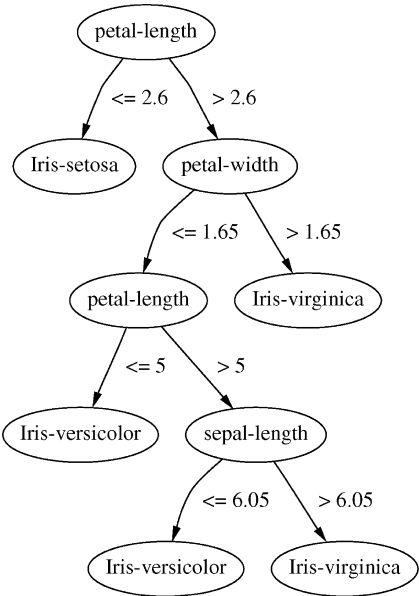 petal-length
<= 2.6
> 2.6
Iris-setosa
petal-width
<= 1.65
> 1.65
petal-length
Iris-virginica
<= 5
> 5
Iris-versicolor
sepal-length
<= 6.05
> 6.05
Iris-versicolor
Iris-virginica